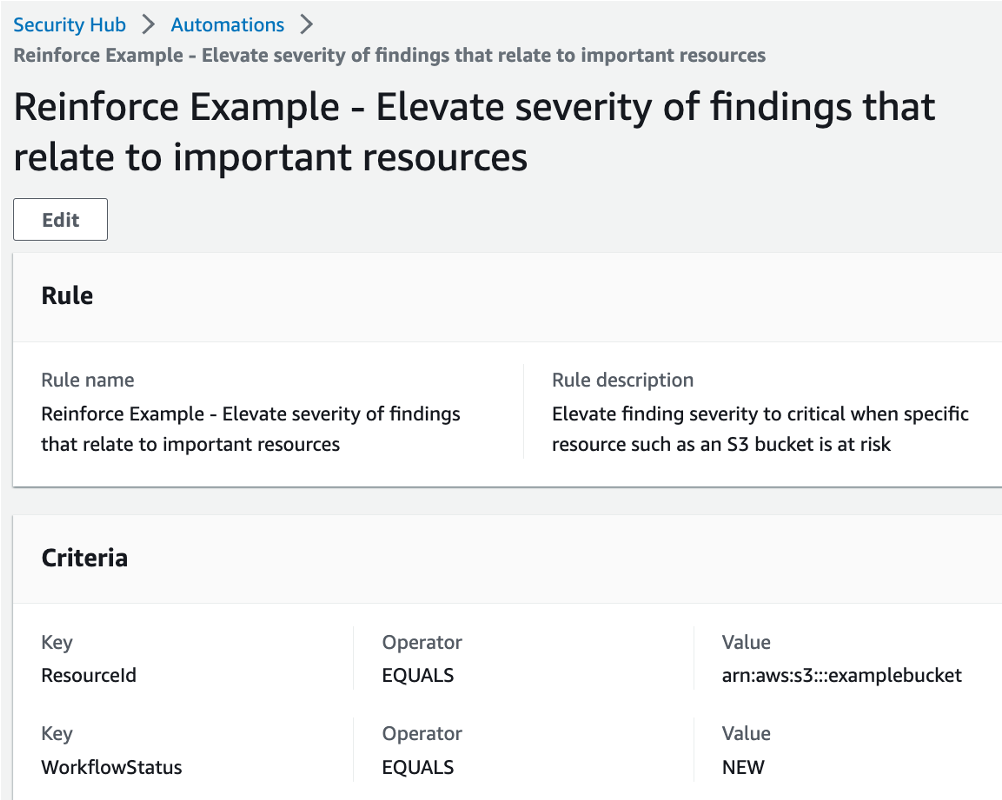 Security Hub > Automations >
Reinforce Example - Elevate severity of findings that relate to important resources
Reinforce Example - Elevate severity of findings that
relate to important resources
Edit
Rule
Rule name
Reinforce Example - Elevate severity of findings
that relate to important resources
Rule description
Elevate finding severity to critical when specific
resource such as an S3 bucket is at risk
Criteria
Key Operator Value
ResourceId EQUALS arn:aws:s3:::examplebucket
Key Operator Value
WorkflowStatus EQUALS NEW